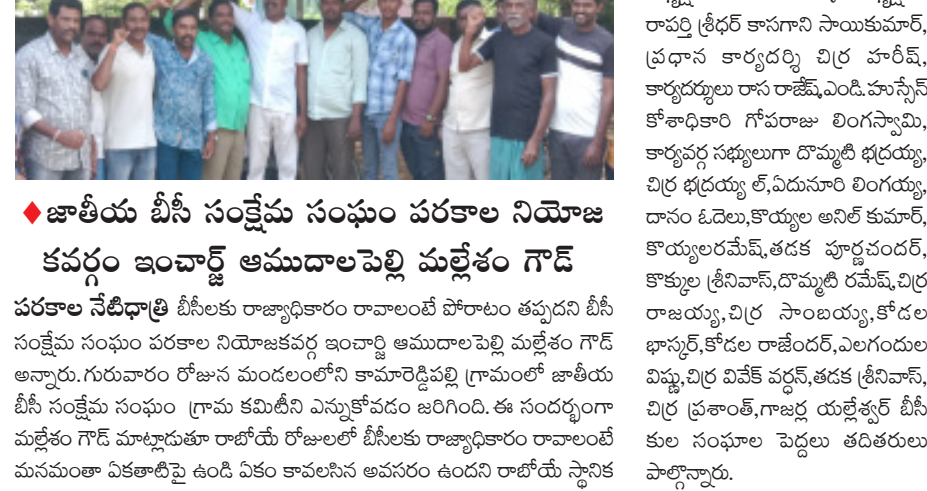 ♦జాతీయ బీసీ సంక్షేమ సంఘం పరకాల నియోజ
కవర్గం ఇంచార్జ్ ఆముదాలపెల్లి మల్లేశం గౌడ్
పరకాల నేటిధాత్రి బీసీలకు రాజ్యాధికారం రావాలంటే పోరాటం తప్పదని బీసీ
సంక్షేమ సంఘం పరకాల నియోజకవర్గ ఇంచార్జి ఆముదాలపెల్లి మల్లేశం గౌడ్
అన్నారు.గురువారం రోజున మండలంలోని కామారెడ్డిపల్లి గ్రామంలో జాతీయ
బీసీ సంక్షేమ సంఘం గ్రామ కమిటీని ఎన్నుకోవడం జరిగింది.ఈ సందర్భంగా
మల్లేశం గౌడ్ మాట్లాడుతూ రాబోయే రోజులలో బీసీలకు రాజ్యాధికారం రావాలంటే
మనమంతా ఏకతాటిపై ఉండి ఏకం కావలసిన అవసరం ఉందని రాబోయే స్థానిక
రాపర్తి శ్రీధర్ కాసగాని సాయికుమార్,
ప్రధాన కార్యదర్శి చిర్ర హరీష్,
కార్యదర్శులు రాస రాజేష్,ఎండి.హుస్సేన్
కోశాధికారి గోపరాజు లింగస్వామి,
కార్యవర్గ సభ్యులుగా దొమ్మటి భద్రయ్య,
చిర్ర భద్రయ్య ల్,ఏదునూరి లింగయ్య,
దానం ఓదెలు,కొయ్యల అనిల్ కుమార్,
కొయ్యలరమేష్,తడక పూర్ణచందర్,
కొక్కుల శ్రీనివాస్,దొమ్మటి రమేష్,చిర్ర
రాజయ్య,చిర్ర సాంబయ్య,కోడల
భాస్కర్,కోడల రాజేందర్,ఎలగందుల
విష్ణు,చిర్ర వివేక్ వర్ధన్,తడక శ్రీనివాస్,
చిర్ర ప్రశాంత్,గాజర్ల యల్లేశ్వర్ బీసీ
కుల సంఘాల పెద్దలు తదితరులు
పాల్గొన్నారు.